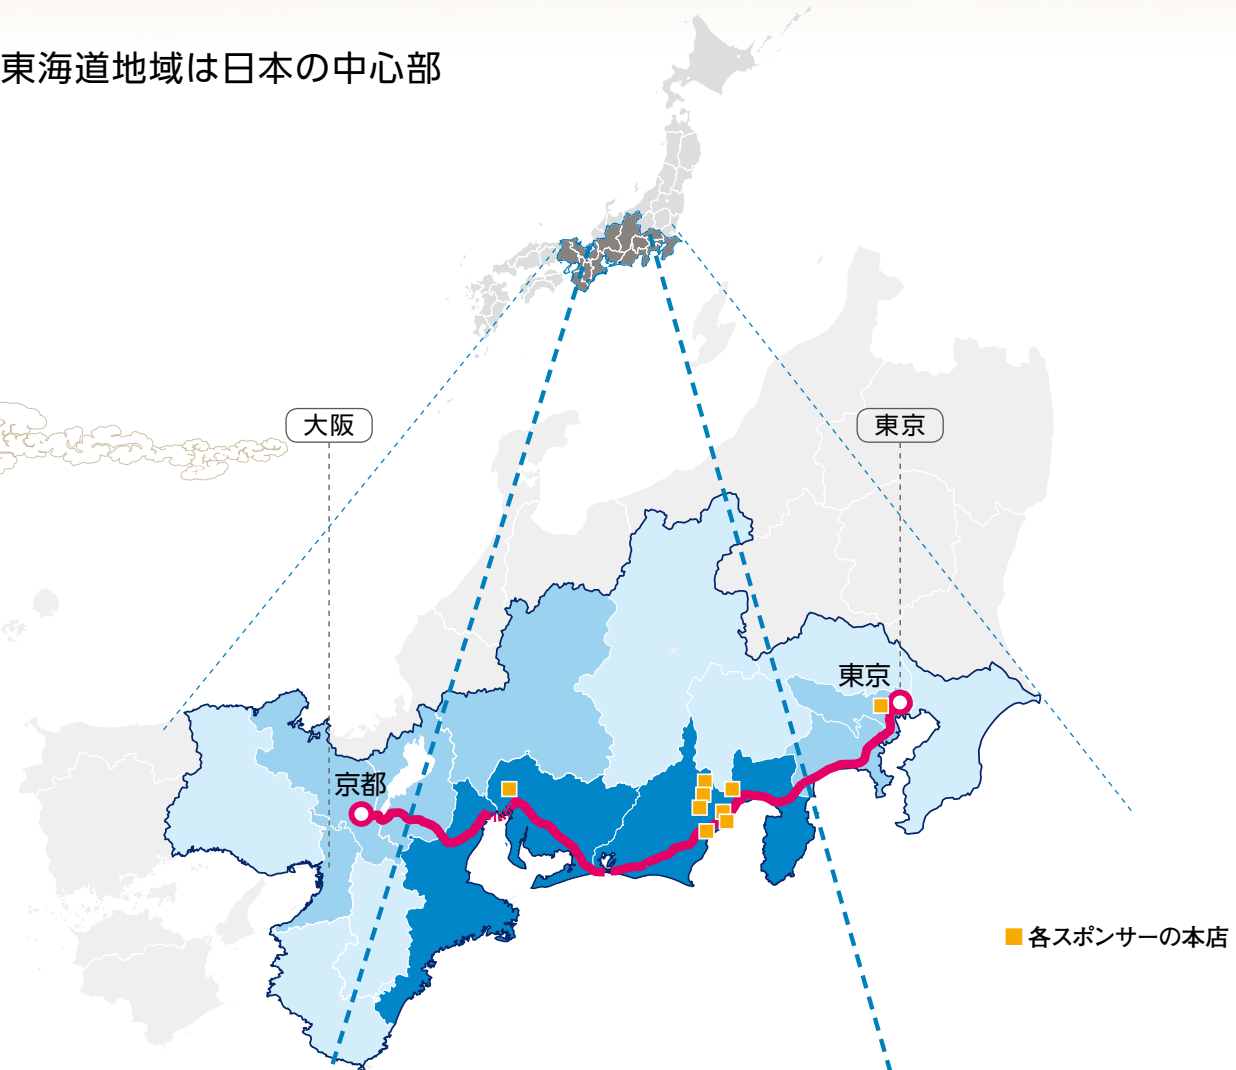 東海道地域は日本の中心部
大阪
東京
東京
京都
各スポンサーの本店